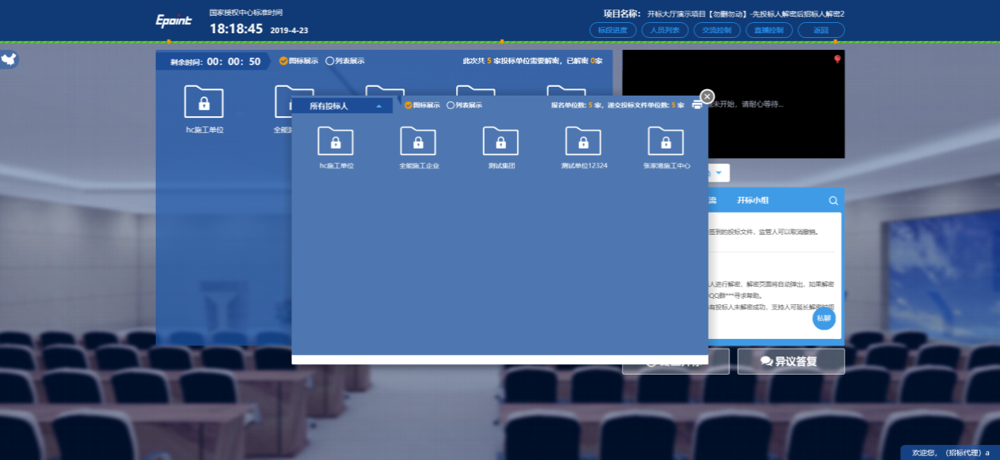 Epoint
国家授权中心标准时间
18:18:45 2019-4-23
项目名称： 开标大厅演示项目【勿删勿动】-先投标人解密后招标人解密2
标段进度 人员列表 交流控制 直播控制 返回
剩余时间：00: 00: 50 图标展示 列表展示 此次共 5 家投标单位需要解密，已解密 0家
hc施工单位
全能
所有投标人 图标展示 列表展示 报名单位数: 5 家，递交投标文件单位数: 5 家
hc施工单位 全能施工企业 测试集团 测试单位12324 张家港施工中心
未开始，请耐心等待...
流 开标小组
签到的投标文件，监管人可以取消撤销。
人进行解密，解密页面将自动弹出，如果解密
QQ群***寻求帮助。
有投标人未解密成功，支持人可延长解密时间
私聊
异议答复
欢迎您，（招标代理）a